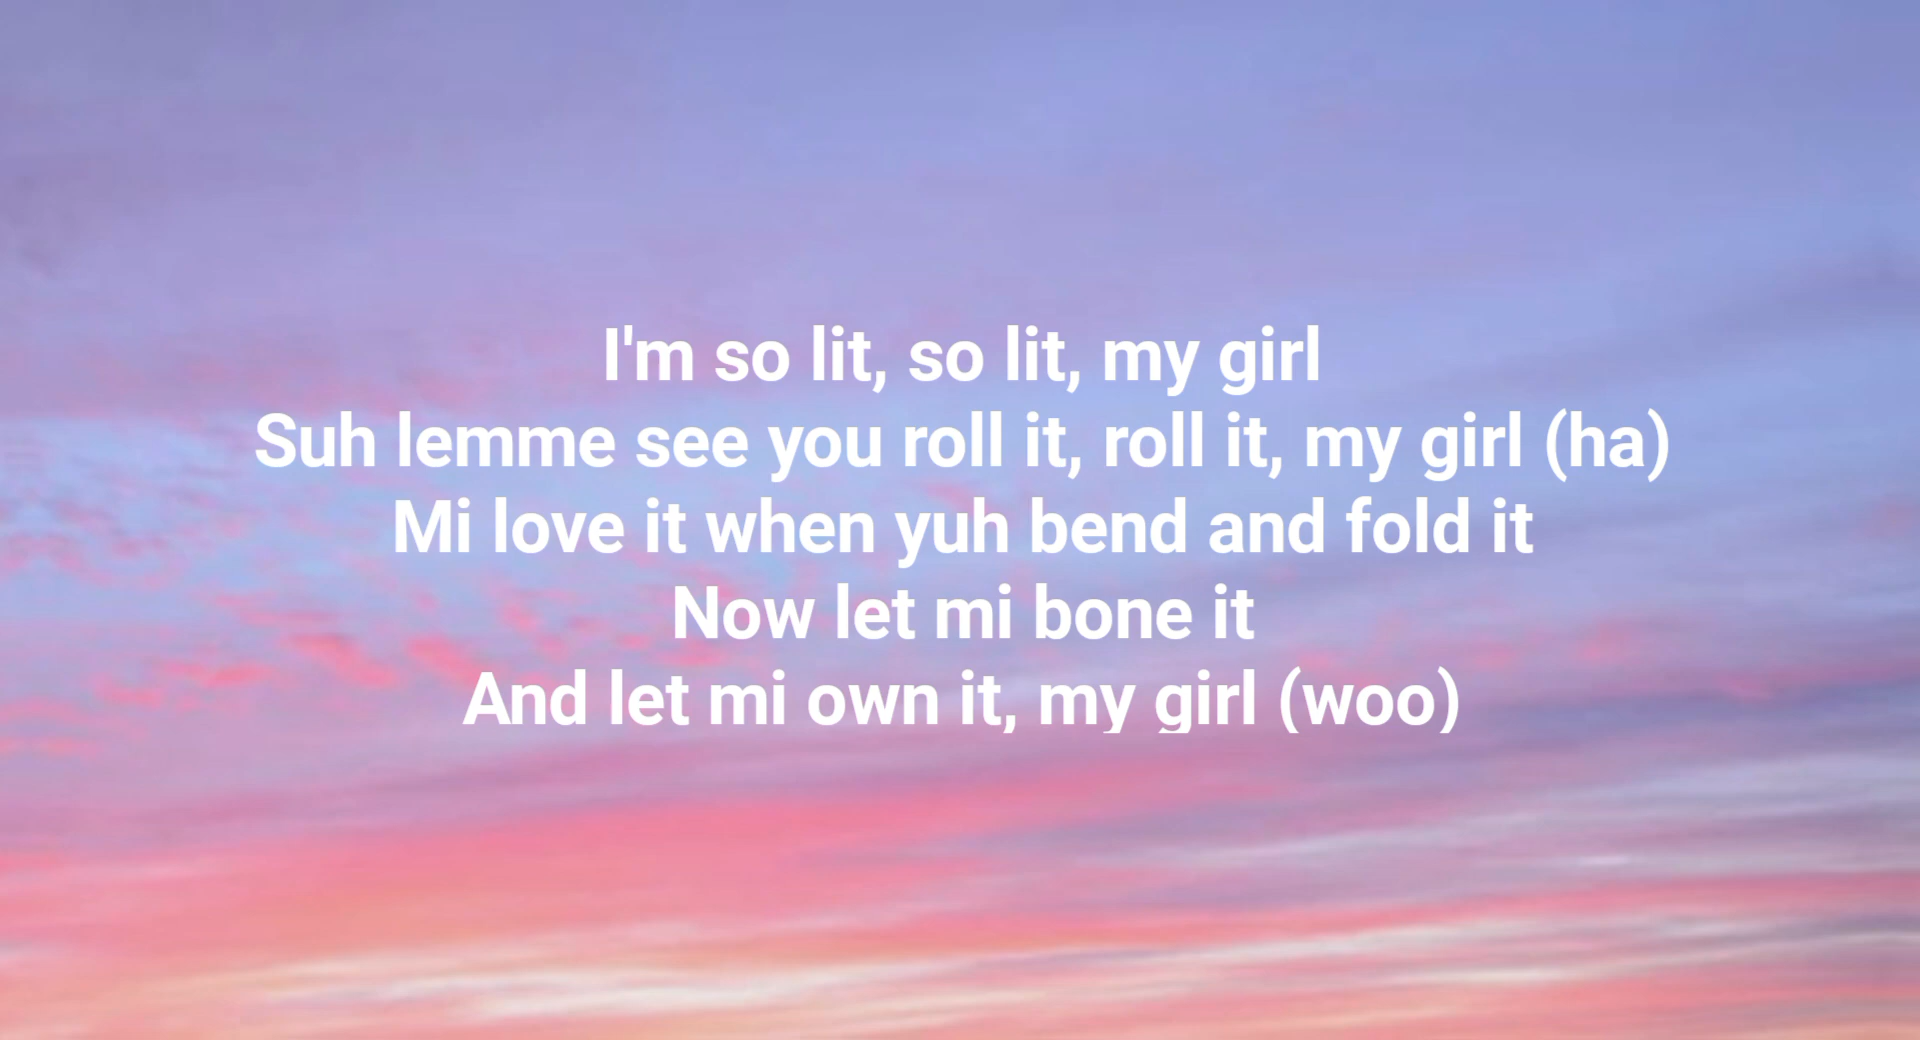 I'm so lit, so lit, my girl
Suh lemme see you roll it, roll it, my girl (ha)
Mi love it when yuh bend and fold it
Now let mi bone it
And let mi own it, my girl (woo)